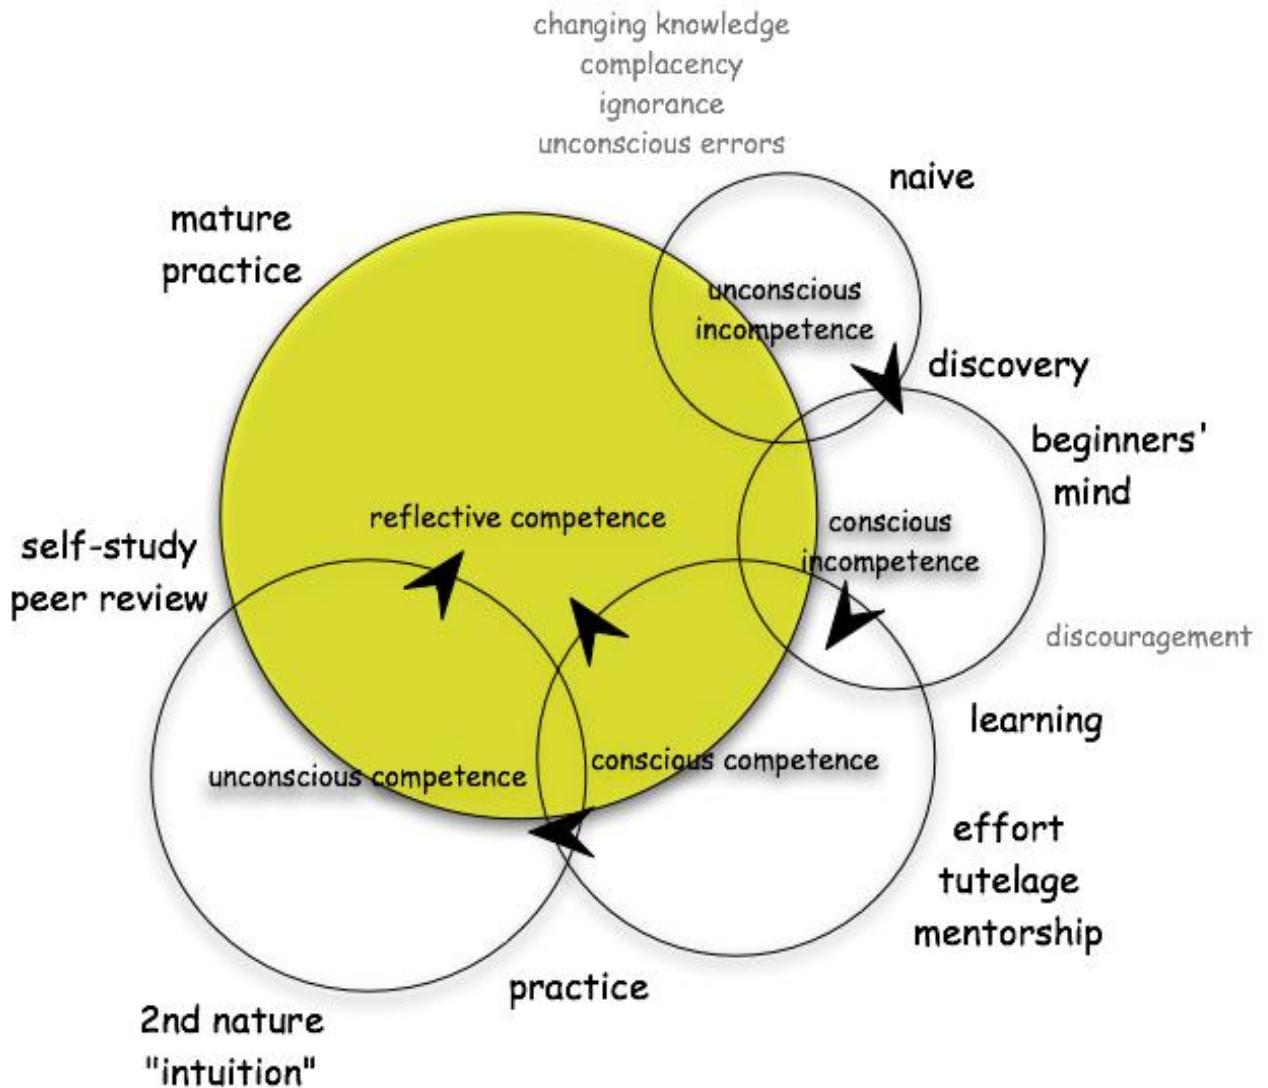 changing knowledge
complacency
ignorance
unconscious errors
naive
mature
practice
unconscious
incompetence
discovery
beginners'
mind
reflective competence
conscious
incompetence
self-study
peer review
discouragement
learning
unconscious competence
conscious competence
effort
tutelage
mentorship
practice
2nd nature
"intuition"